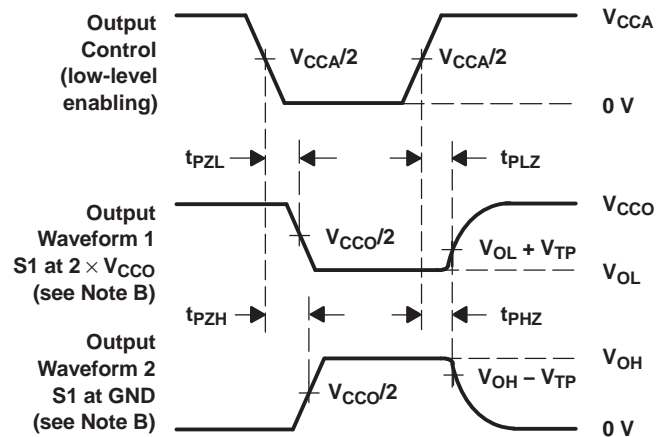 Output
Control
(low-level
enabling)
VCCA/2
VCCA/2
VCCA
0 V
tPZL
tPLZ
Output
Waveform 1
S1 at 2 × VCCO
(see Note B)
VCCO/2
VCCO
VOL + VTP
VOL
tPZH
tPHZ
Output
Waveform 2
S1 at GND
(see Note B)
VCCO/2
VOH
VOH − VTP
0 V